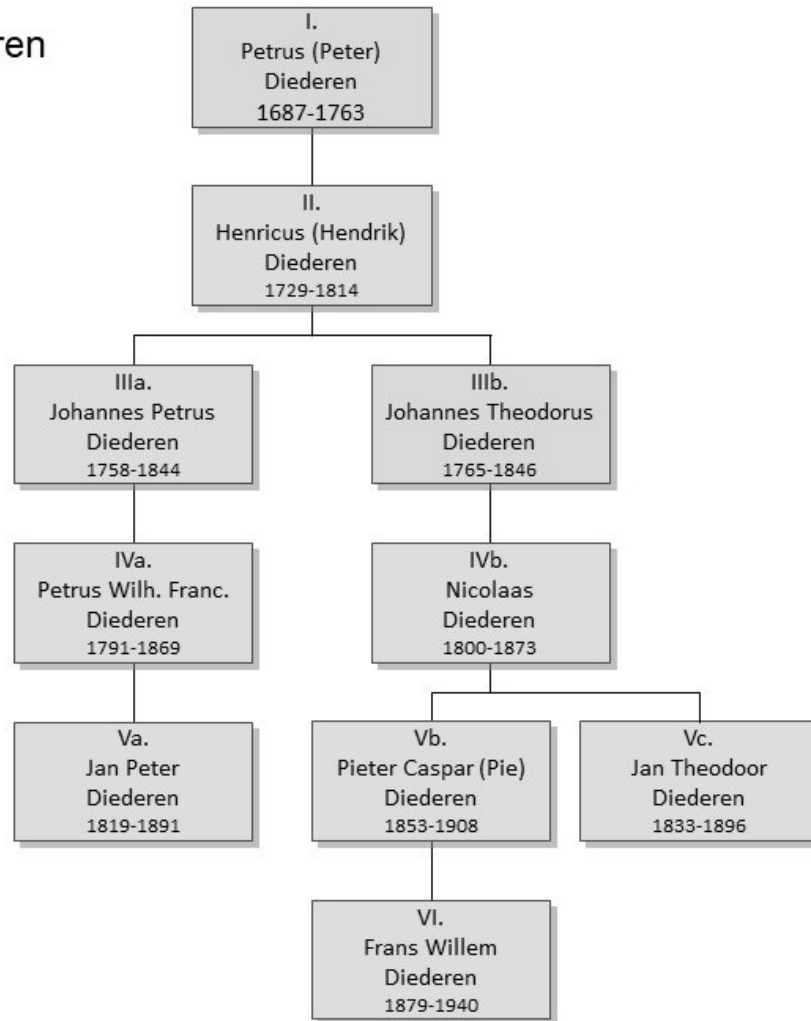 ren
I.
Petrus (Peter)
Diederen
1687-1763
II.
Henricus (Hendrik)
Diederen
1729-1814
IIIa.
Johannes Petrus
Diederen
1758-1844
IIIb.
Johannes Theodorus
Diederen
1765-1846
IVa.
Petrus Wilh. Franc.
Diederen
1791-1869
IVb.
Nicolaas
Diederen
1800-1873
Va.
Jan Peter
Diederen
1819-1891
Vb.
Pieter Caspar (Pie)
Diederen
1853-1908
Vc.
Jan Theodoor
Diederen
1833-1896
VI.
Frans Willem
Diederen
1879-1940